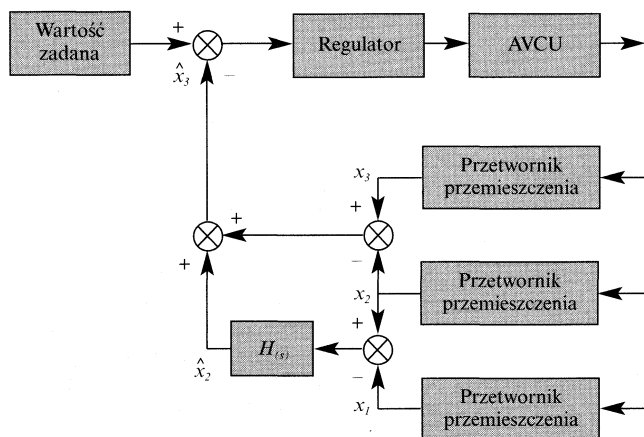 Wartość
zadana
+
x̂₃
−
Regulator
AVCU
x₃
Przetwornik
przemieszczenia
+
+
−
+
x₂
Przetwornik
przemieszczenia
+
H₍ₛ₎
x̂₂
−
x₁
Przetwornik
przemieszczenia